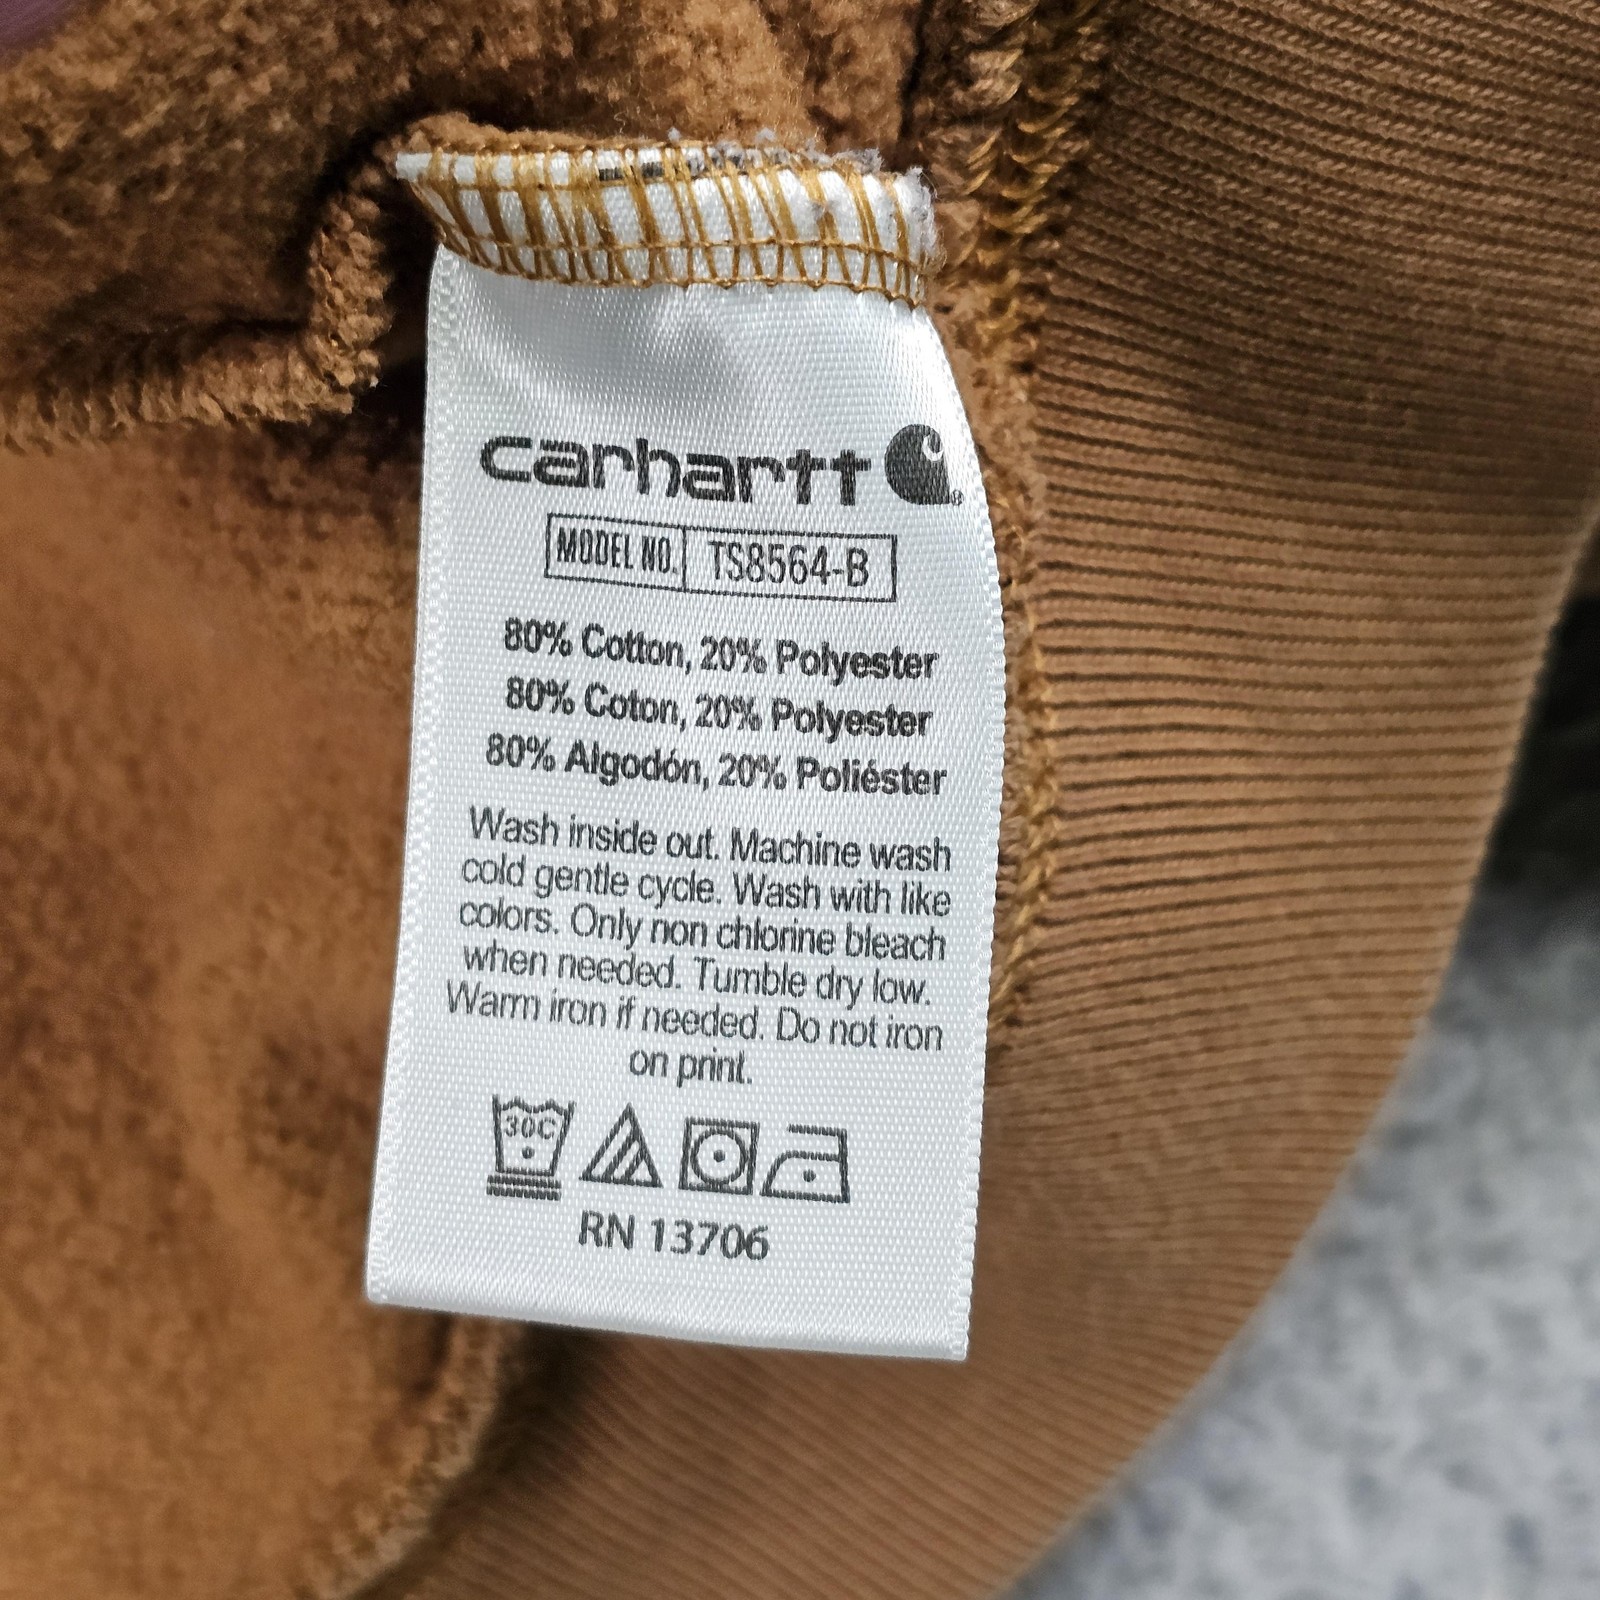 carhartt
MODEL NO. TS8564-B
80% Cotton, 20% Polyester
80% Coton, 20% Polyester
80% Algodón, 20% Poliéster
Wash inside out. Machine wash
cold gentle cycle. Wash with like
colors. Only non chlorine bleach
when needed. Tumble dry low.
Warm iron if needed. Do not iron
on print.
30C
RN 13706